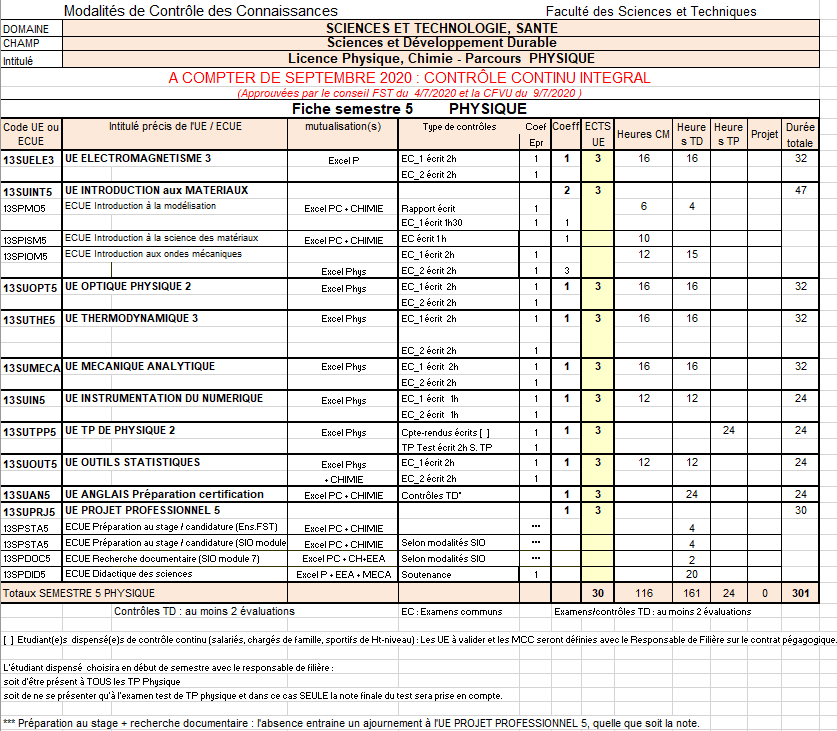 Modalités de Contrôle des Connaissances Faculté des Sciences et Techniques
DOMAINE SCIENCES ET TECHNOLOGIE, SANTE
CHAMP Sciences et Développement Durable
Intitulé Licence Physique, Chimie - Parcours PHYSIQUE
A COMPTER DE SEPTEMBRE 2020 : CONTRÔLE CONTINU INTEGRAL
(Approuvées par le conseil FST du 4/7/2020 et la CFVU du 9/7/2020 )
Fiche semestre 5 PHYSIQUE
Code UE ou ECUE Intitulé précis de l'UE / ECUE mutualisation(s) Type de contrôles Coef Epr Coeff ECTS UE Heures CM Heures TD Heures TP Projet Durée totale
13SUELE3 UE ELECTROMAGNETISME 3 Excel P EC_1 écrit 2h 1 1 3 16 16 32
EC_2 écrit 2h 1
13SUINT5 UE INTRODUCTION aux MATERIAUX 2 3 47
13SPMO5 ECUE Introduction à la modélisation Excel PC + CHIMIE Rapport écrit 1 6 4
EC_1 écrit 1h30 1 1
13SPISM5 ECUE Introduction à la science des matériaux Excel PC + CHIMIE EC écrit 1h 1 10
13SPIOM5 ECUE Introduction aux ondes mécaniques EC_1 écrit 2h 1 12 15
Excel Phys EC_2 écrit 2h 1 3
13SUOPT5 UE OPTIQUE PHYSIQUE 2 Excel Phys EC_1 écrit 2h 1 1 3 16 16 32
EC_2 écrit 2h 1
13SUTHE5 UE THERMODYNAMIQUE 3 Excel Phys EC_1 écrit 2h 1 1 3 16 16 32
EC_2 écrit 2h 1
13SUMECA UE MECANIQUE ANALYTIQUE Excel Phys EC_1 écrit 2h 1 1 3 16 16 32
EC_2 écrit 2h 1
13SUIN5 UE INSTRUMENTATION DU NUMERIQUE Excel Phys EC_1 écrit 1h 1 1 3 12 12 24
EC_2 écrit 1h 1
13SUTPP5 UE TP DE PHYSIQUE 2 Excel Phys Cpte-rendus écrits [ ] 1 1 3 24 24
TP Test écrit 2h S. TP 1
13SUOUT5 UE OUTILS STATISTIQUES Excel Phys EC_1 écrit 2h 1 1 3 12 12 24
+ CHIMIE EC_2 écrit 2h 1
13SUAN5 UE ANGLAIS Préparation certification Excel PC + CHIMIE Contrôles TD* 1 3 24 24
13SUPRJ5 UE PROJET PROFESSIONNEL 5 1 3 30
13SPSTA5 ECUE Préparation au stage / candidature (Ens.FST) Excel PC + CHIMIE *** 4
13SPSTA5 ECUE Préparation au stage / candidature (SIO module Excel PC + CHIMIE Selon modalités SIO *** 4
13SPDOC5 ECUE Recherche documentaire (SIO module 7) Excel PC + CH+EEA Selon modalités SIO *** 2
13SPDID5 ECUE Didactique des sciences Excel P + EEA + MECA Soutenance 1 20
Totaux SEMESTRE 5 PHYSIQUE 30 116 161 24 0 301
Contrôles TD : au moins 2 évaluations EC : Examens communs Examens/contrôles TD : au moins 2 évaluations
[ ] Etudiant(e)s dispensé(e)s de contrôle continu (salariés, chargés de famille, sportifs de Ht-niveau) : Les UE à valider et les MCC seront définies avec le Responsable de Filière sur le contrat pégagogique.
L'étudiant dispensé choisira en début de semestre avec le responsable de filière :
soit d'être présent à TOUS les TP Physique
soit de ne se présenter qu'à l'examen test de TP physique et dans ce cas SEULE la note finale du test sera prise en compte.
*** Préparation au stage + recherche documentaire : l'absence entraine un ajournement à l'UE PROJET PROFESSIONNEL 5, quelle que soit la note.